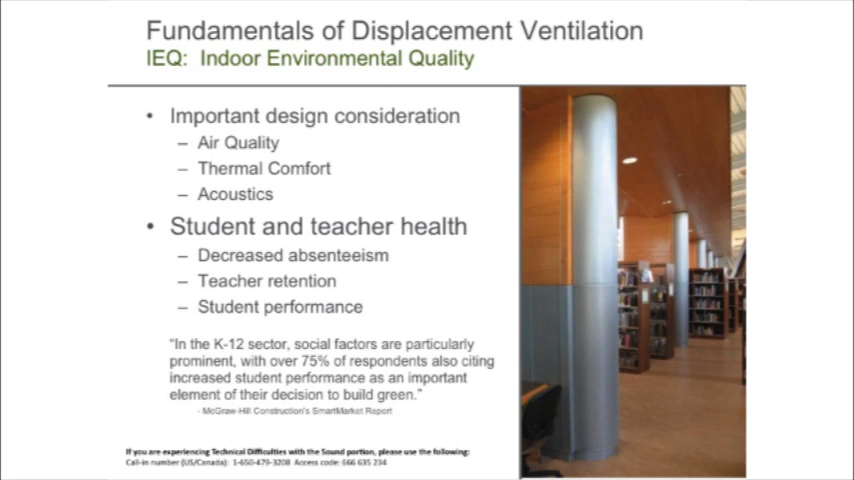 Fundamentals of Displacement Ventilation
IEQ: Indoor Environmental Quality
• Important design consideration
– Air Quality
– Thermal Comfort
– Acoustics
• Student and teacher health
– Decreased absenteeism
– Teacher retention
– Student performance
“In the K-12 sector, social factors are particularly
prominent, with over 75% of respondents also citing
increased student performance as an important
element of their decision to build green.”
- McGraw-Hill Construction's SmartMarket Report
If you are experiencing Technical Difficulties with the Sound portion, please use the following:
Call-in number (US/Canada): 1-650-479-3208 Access code: 666 635 234